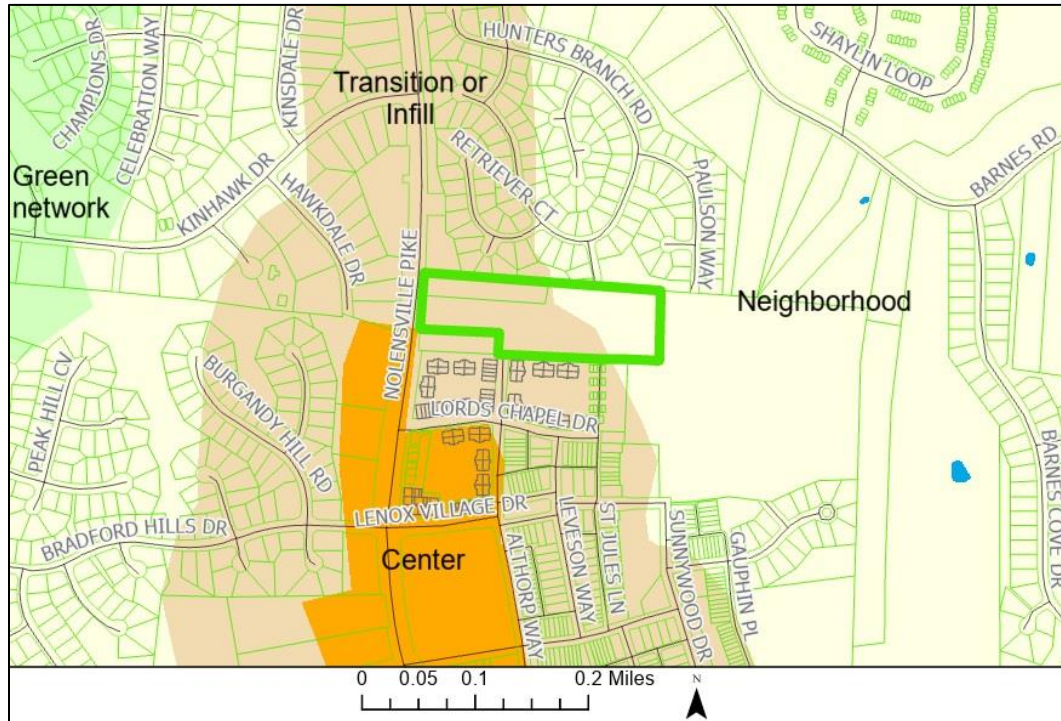 CHAMPIONS DR
CELEBRATION WAY
KINSDALE DR
Transition or
Infill
HUNTERS BRANCH RD
SHAYLIN LOOP
BARNES RD
Green
network
KINHAWK DR
HAWKDALE DR
RETRIEVER CT
PAULSON WAY
NOLENSVILLE PIKE
Neighborhood
PEAK HILL CV
BURGANDY HILL RD
LORDS CHAPEL DR
BRADFORD HILLS DR
LENOX VILLAGE DR
Center
ALTHORP WAY
LEVESON WAY
ST JULES LN
SUNNYWOOD DR
GAUPHIN PL
BARNES COVE DR
0 0.05 0.1 0.2 Miles
N